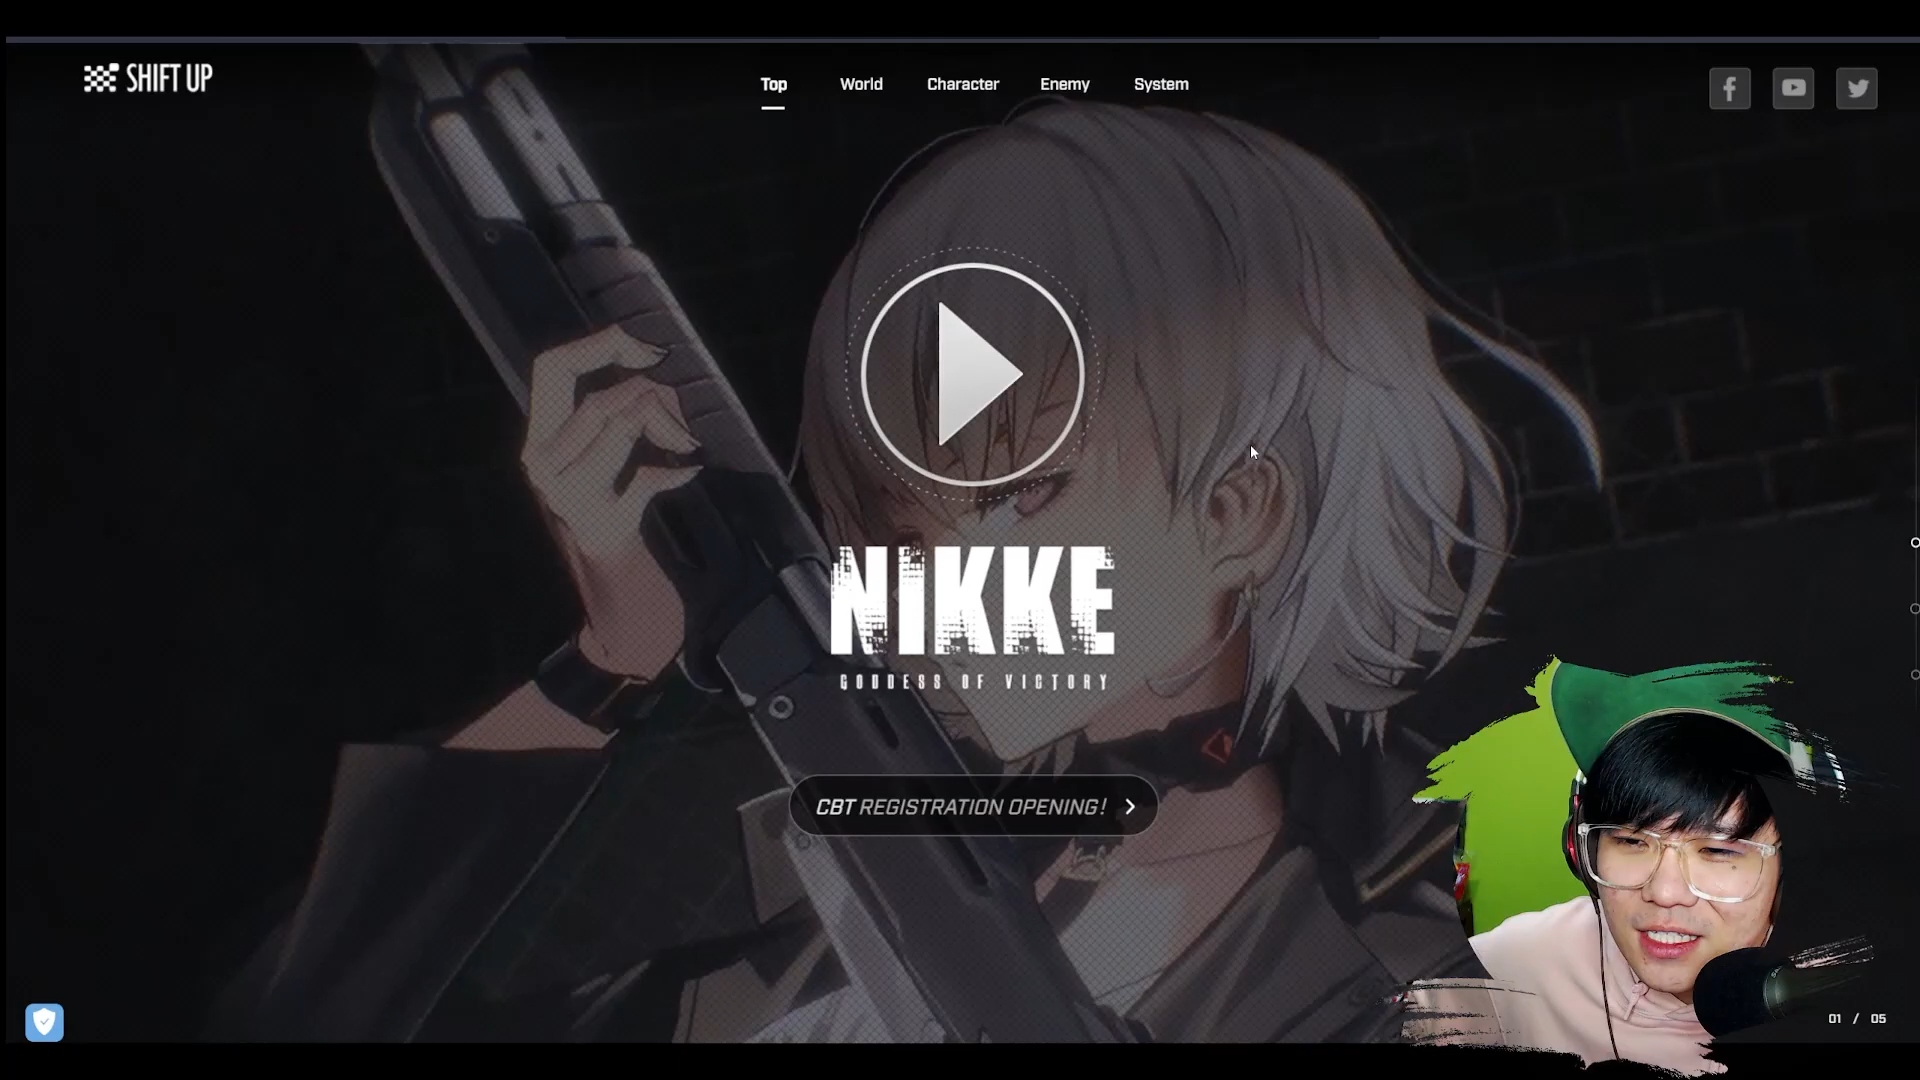 SHIFT UP
Top World Character Enemy System
NIKKE
GODDESS OF VICTORY
CBT REGISTRATION OPENING!
01 / 05